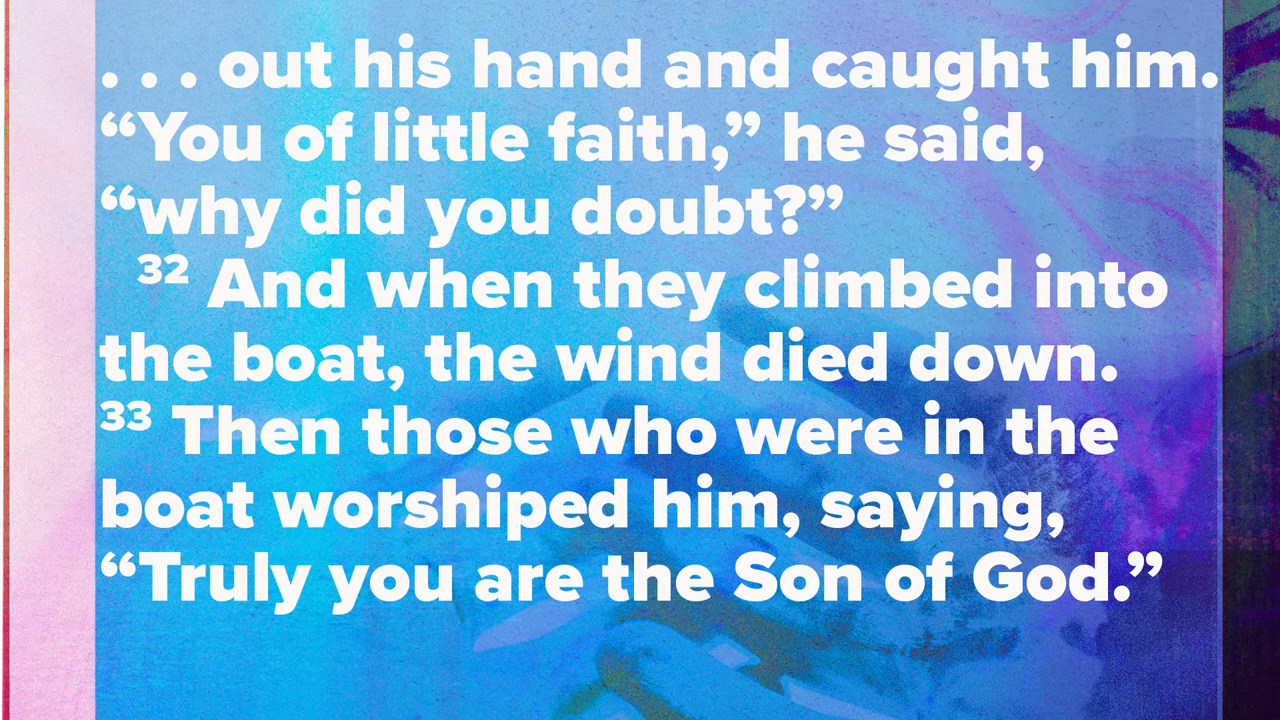 . . . out his hand and caught him.
“You of little faith,” he said,
“why did you doubt?”
³² And when they climbed into
the boat, the wind died down.
³³ Then those who were in the
boat worshiped him, saying,
“Truly you are the Son of God.”